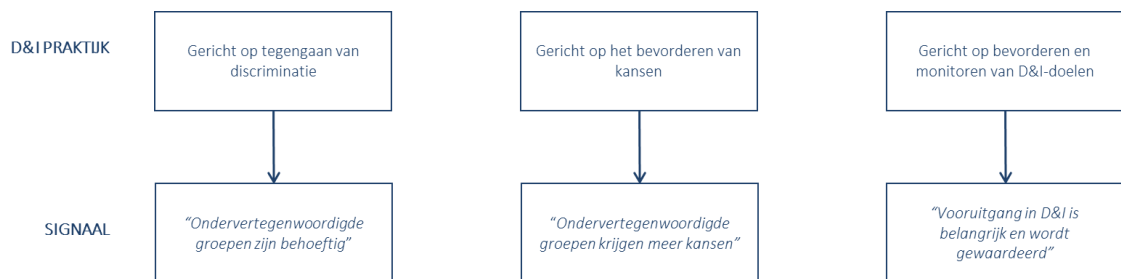 D&I PRAKTIJK
Gericht op tegengaan van
discriminatie
Gericht op het bevorderen van
kansen
Gericht op bevorderen en
monitoren van D&I-doelen
SIGNAAL
“Ondervertegenwoordigde
groepen zijn behoeftig”
“Ondervertegenwoordigde
groepen krijgen meer kansen”
“Vooruitgang in D&I is
belangrijk en wordt
gewaardeerd”